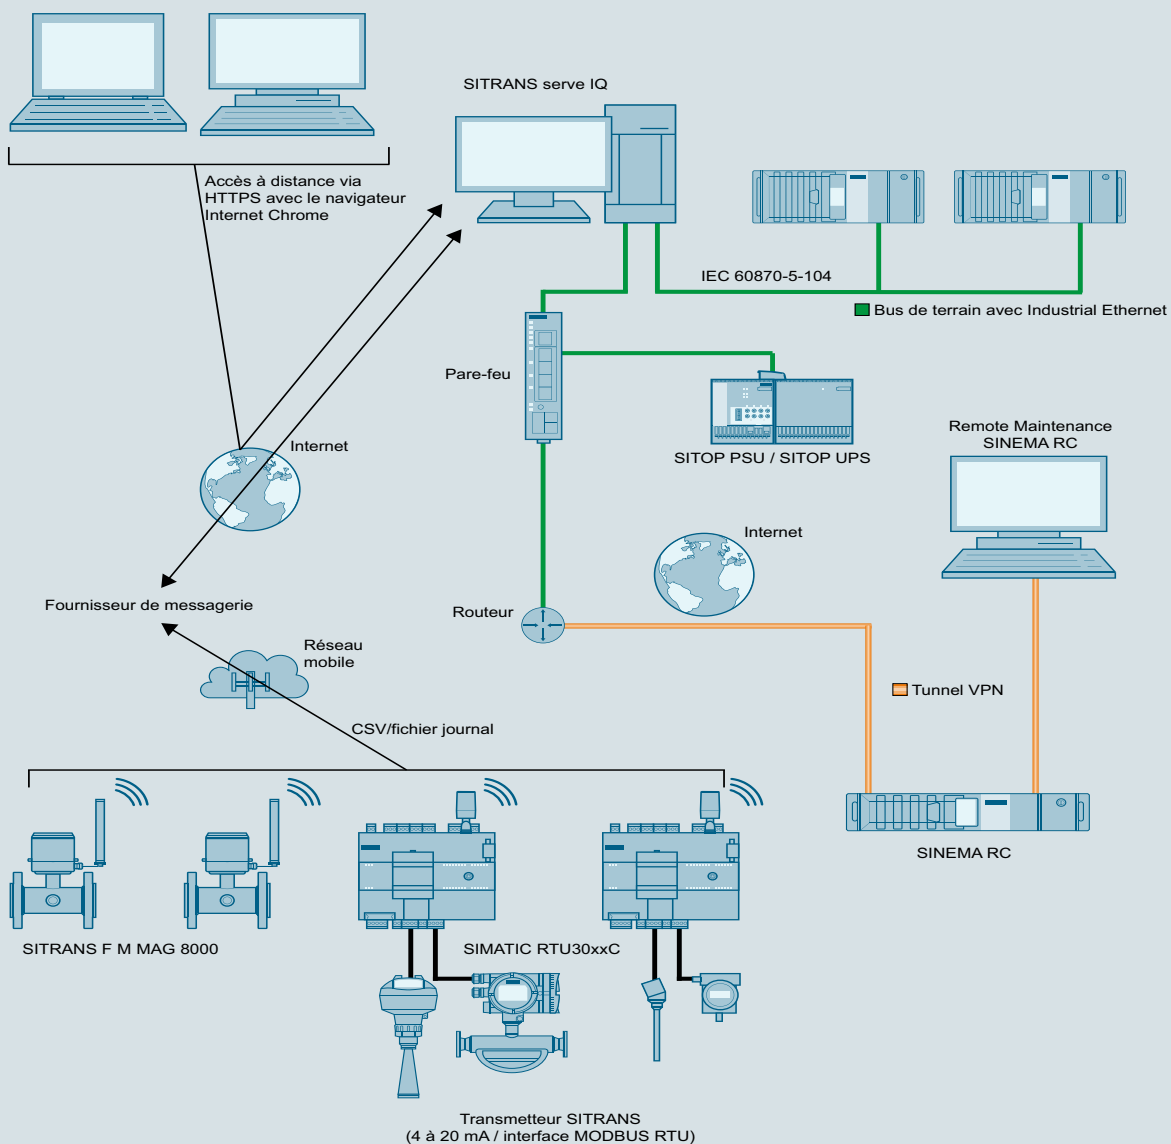 SITRANS serve IQ
Accès à distance via
HTTPS avec le navigateur
Internet Chrome
IEC 60870-5-104
Bus de terrain avec Industrial Ethernet
Pare-feu
SITOP PSU / SITOP UPS
Remote Maintenance
SINEMA RC
Internet
Internet
Fournisseur de messagerie
Routeur
Réseau
mobile
Tunnel VPN
CSV/fichier journal
SINEMA RC
SITRANS F M MAG 8000
SIMATIC RTU30xxC
Transmetteur SITRANS
(4 à 20 mA / interface MODBUS RTU)